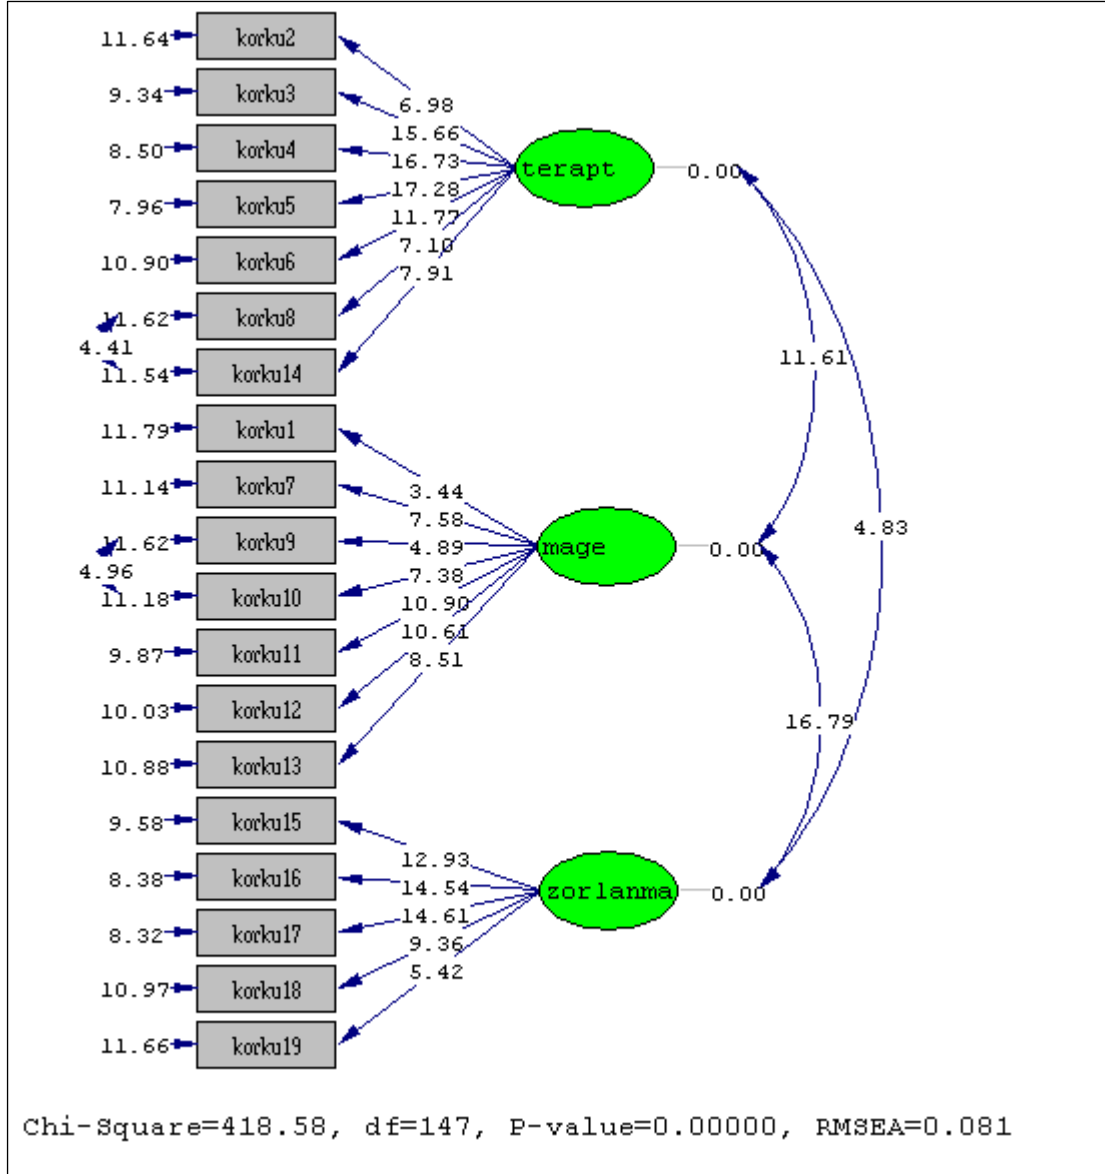 11.64 korku2
9.34 korku3
8.50 korku4
7.96 korku5
10.90 korku6
11.62 korku8
4.41
11.54 korku14
11.79 korku1
11.14 korku7
11.62 korku9
4.96
11.18 korku10
9.87 korku11
10.03 korku12
10.88 korku13
9.58 korku15
8.38 korku16
8.32 korku17
10.97 korku18
11.66 korku19
6.98
15.66
16.73
17.28
11.77
7.10
7.91
terapt 0.00
3.44
7.58
4.89
7.38
10.90
10.61
8.51
mage 0.00
12.93
14.54
14.61
9.36
5.42
zorlanma 0.00
11.61
4.83
16.79
Chi-Square=418.58, df=147, P-value=0.00000, RMSEA=0.081